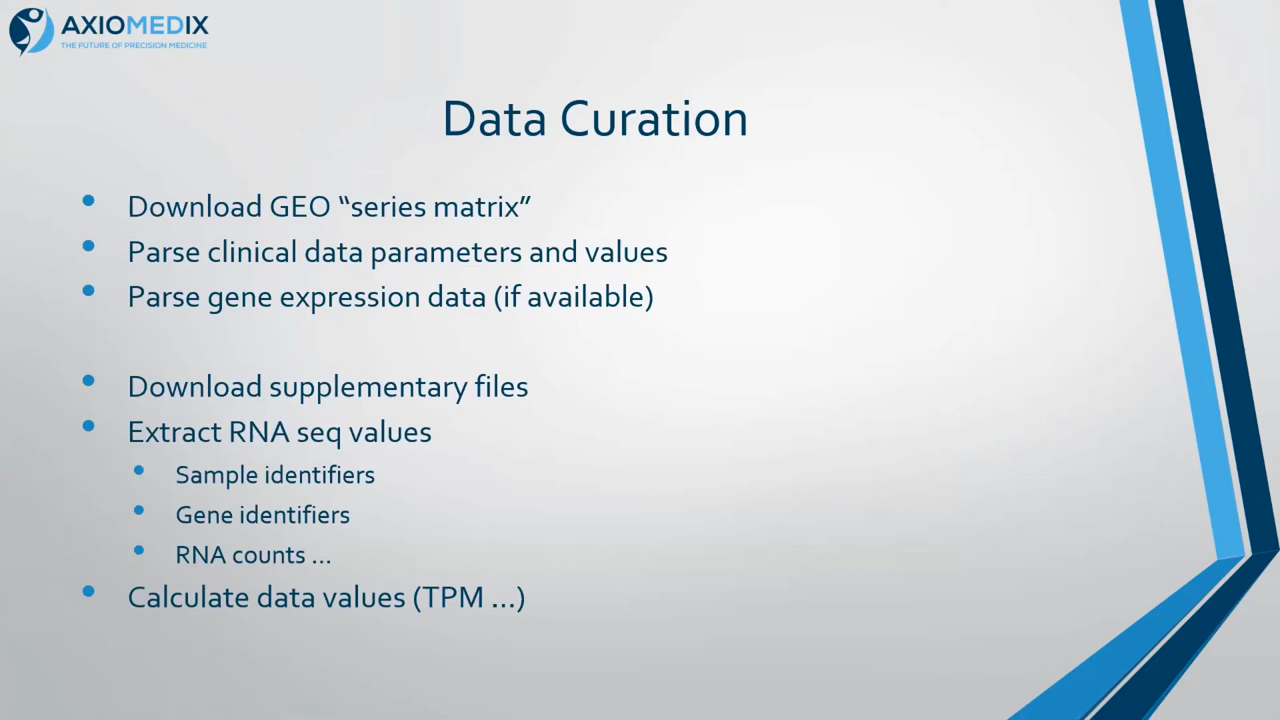 AXIOMEDIX
THE FUTURE OF PRECISION MEDICINE
Data Curation
Download GEO “series matrix”
Parse clinical data parameters and values
Parse gene expression data (if available)
Download supplementary files
Extract RNA seq values
Sample identifiers
Gene identifiers
RNA counts ...
Calculate data values (TPM ...)